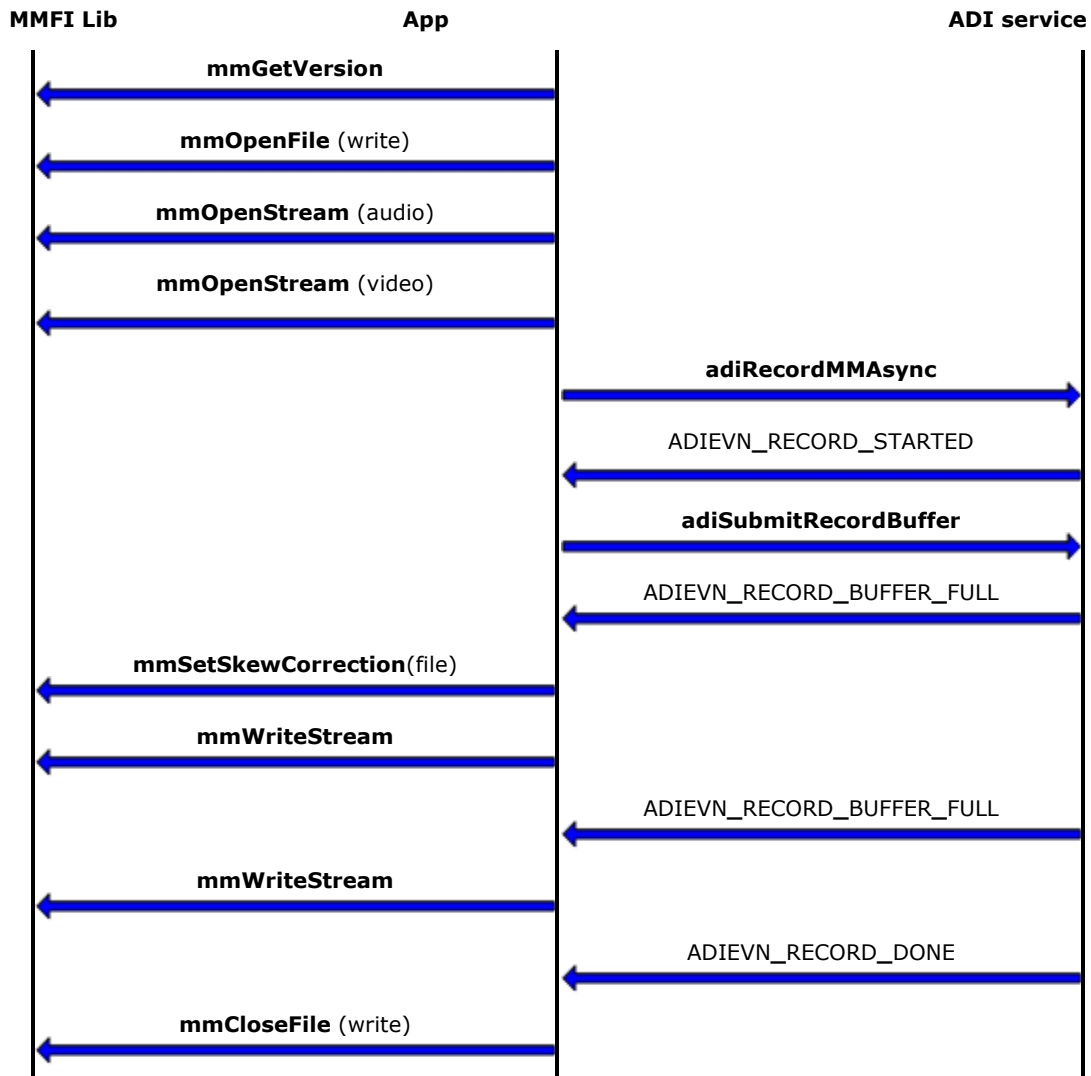 MMFI Lib App ADI service
mmGetVersion
mmOpenFile (write)
mmOpenStream (audio)
mmOpenStream (video)
adiRecordMMAsync
ADIEVN_RECORD_STARTED
adiSubmitRecordBuffer
ADIEVN_RECORD_BUFFER_FULL
mmSetSkewCorrection(file)
mmWriteStream
ADIEVN_RECORD_BUFFER_FULL
mmWriteStream
ADIEVN_RECORD_DONE
mmCloseFile (write)